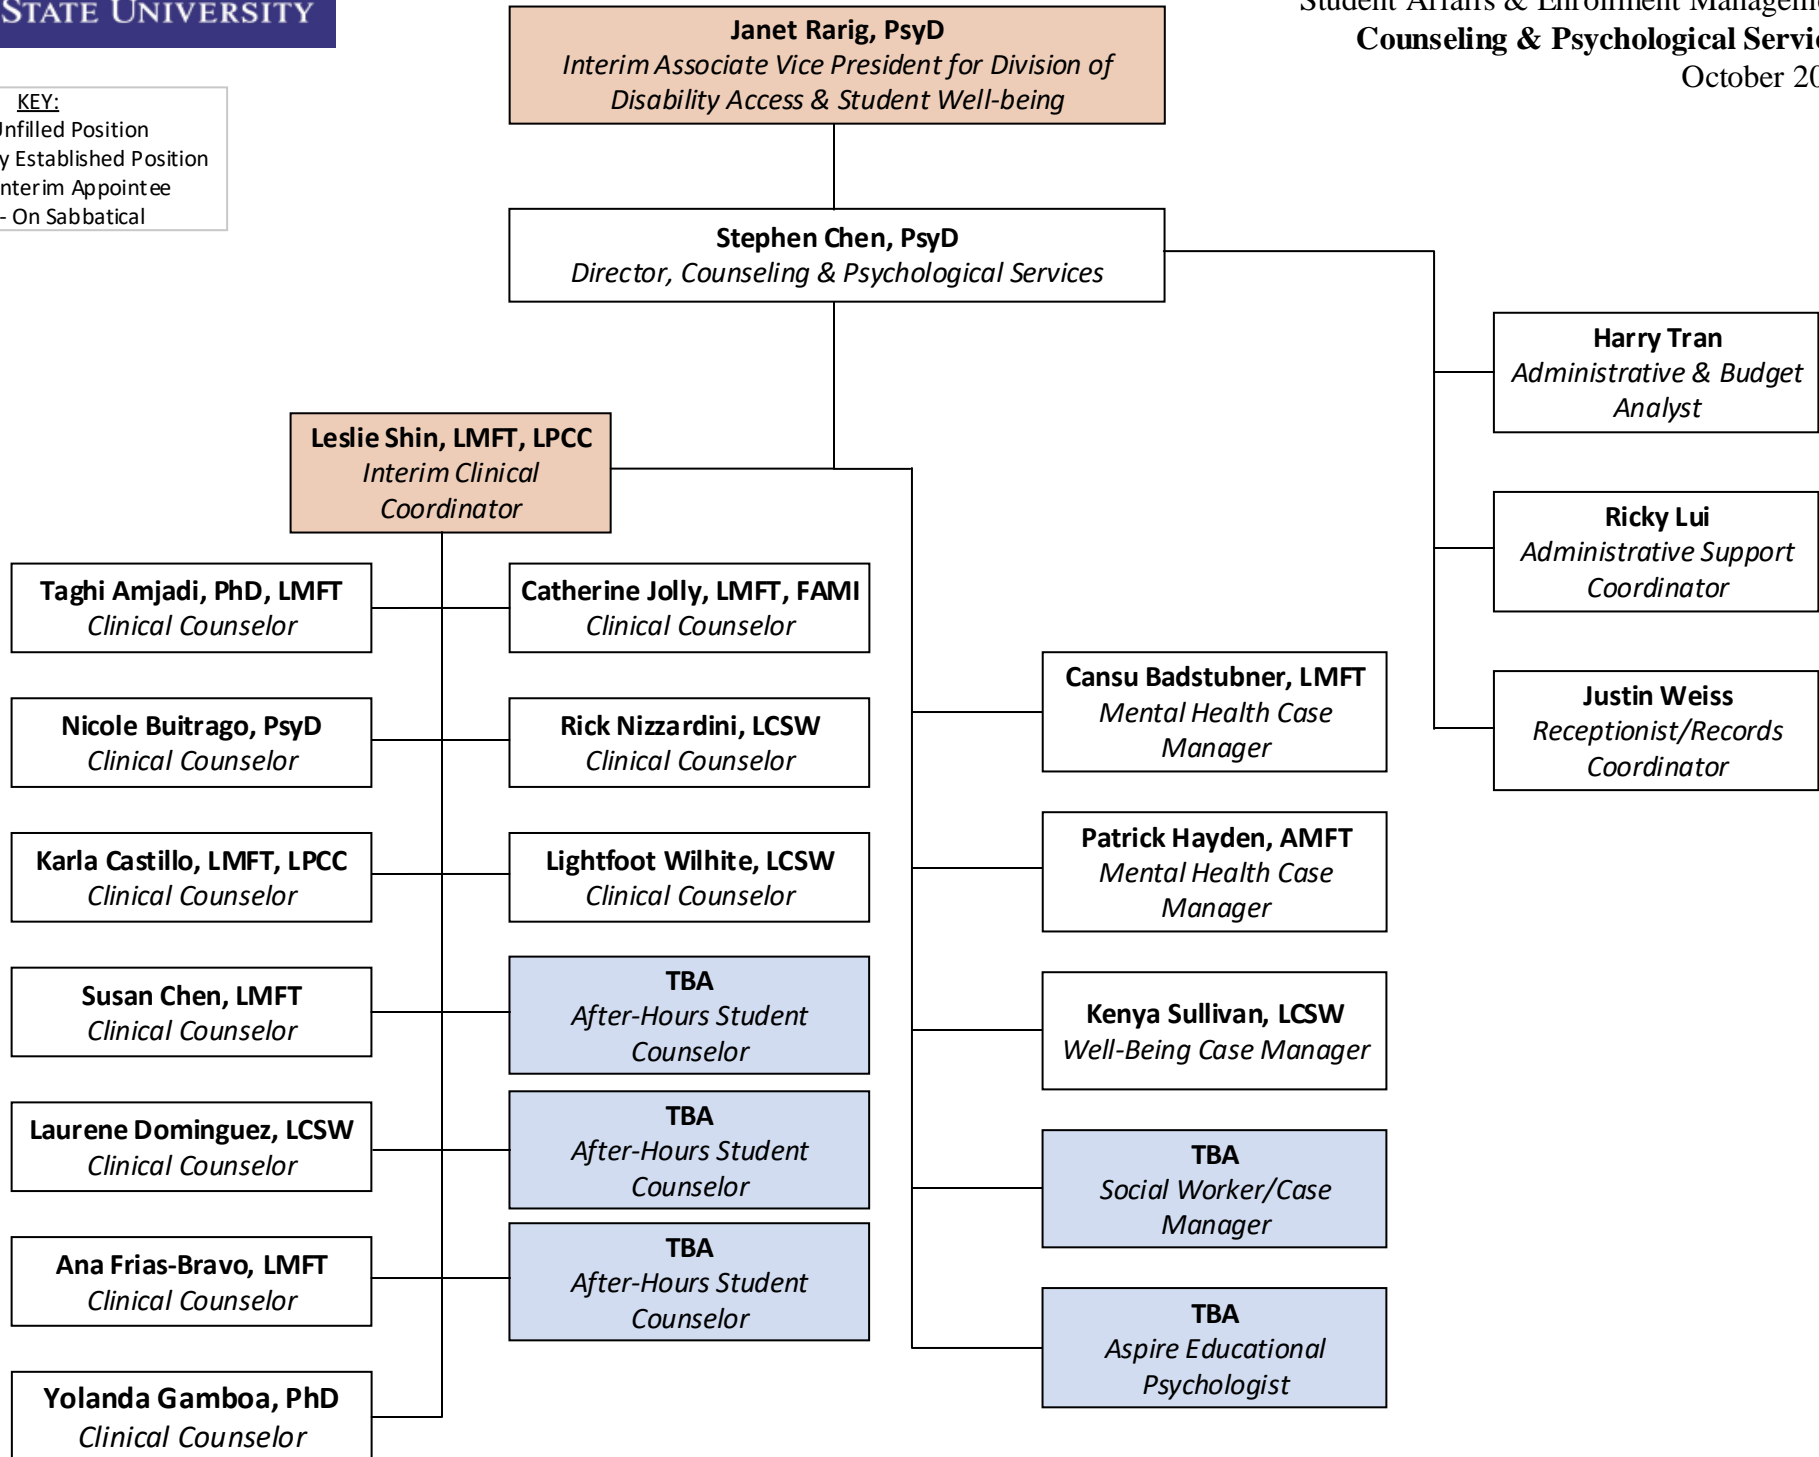 STATE UNIVERSITY
Student Affairs & Enrollment
Counseling & Psychological
October
KEY:
Position
Established Position
Appointee
- On Sabbatical
Janet Rarig, PsyD
Interim Associate Vice President for Division of
Disability Access & Student Well-being
Stephen Chen, PsyD
Director, Counseling & Psychological Services
Harry Tran
Administrative & Budget
Analyst
Ricky Lui
Administrative Support
Coordinator
Justin Weiss
Receptionist/Records
Coordinator
Leslie Shin, LMFT, LPCC
Interim Clinical
Coordinator
Taghi Amjadi, PhD, LMFT
Clinical Counselor
Nicole Buitrago, PsyD
Clinical Counselor
Karla Castillo, LMFT, LPCC
Clinical Counselor
Susan Chen, LMFT
Clinical Counselor
Laurene Dominguez, LCSW
Clinical Counselor
Ana Frias-Bravo, LMFT
Clinical Counselor
Yolanda Gamboa, PhD
Clinical Counselor
Catherine Jolly, LMFT, FAMI
Clinical Counselor
Rick Nizzardini, LCSW
Clinical Counselor
Lightfoot Wilhite, LCSW
Clinical Counselor
TBA
After-Hours Student
Counselor
TBA
After-Hours Student
Counselor
TBA
After-Hours Student
Counselor
Cansu Badstubner, LMFT
Mental Health Case
Manager
Patrick Hayden, AMFT
Mental Health Case
Manager
Kenya Sullivan, LCSW
Well-Being Case Manager
TBA
Social Worker/Case
Manager
TBA
Aspire Educational
Psychologist